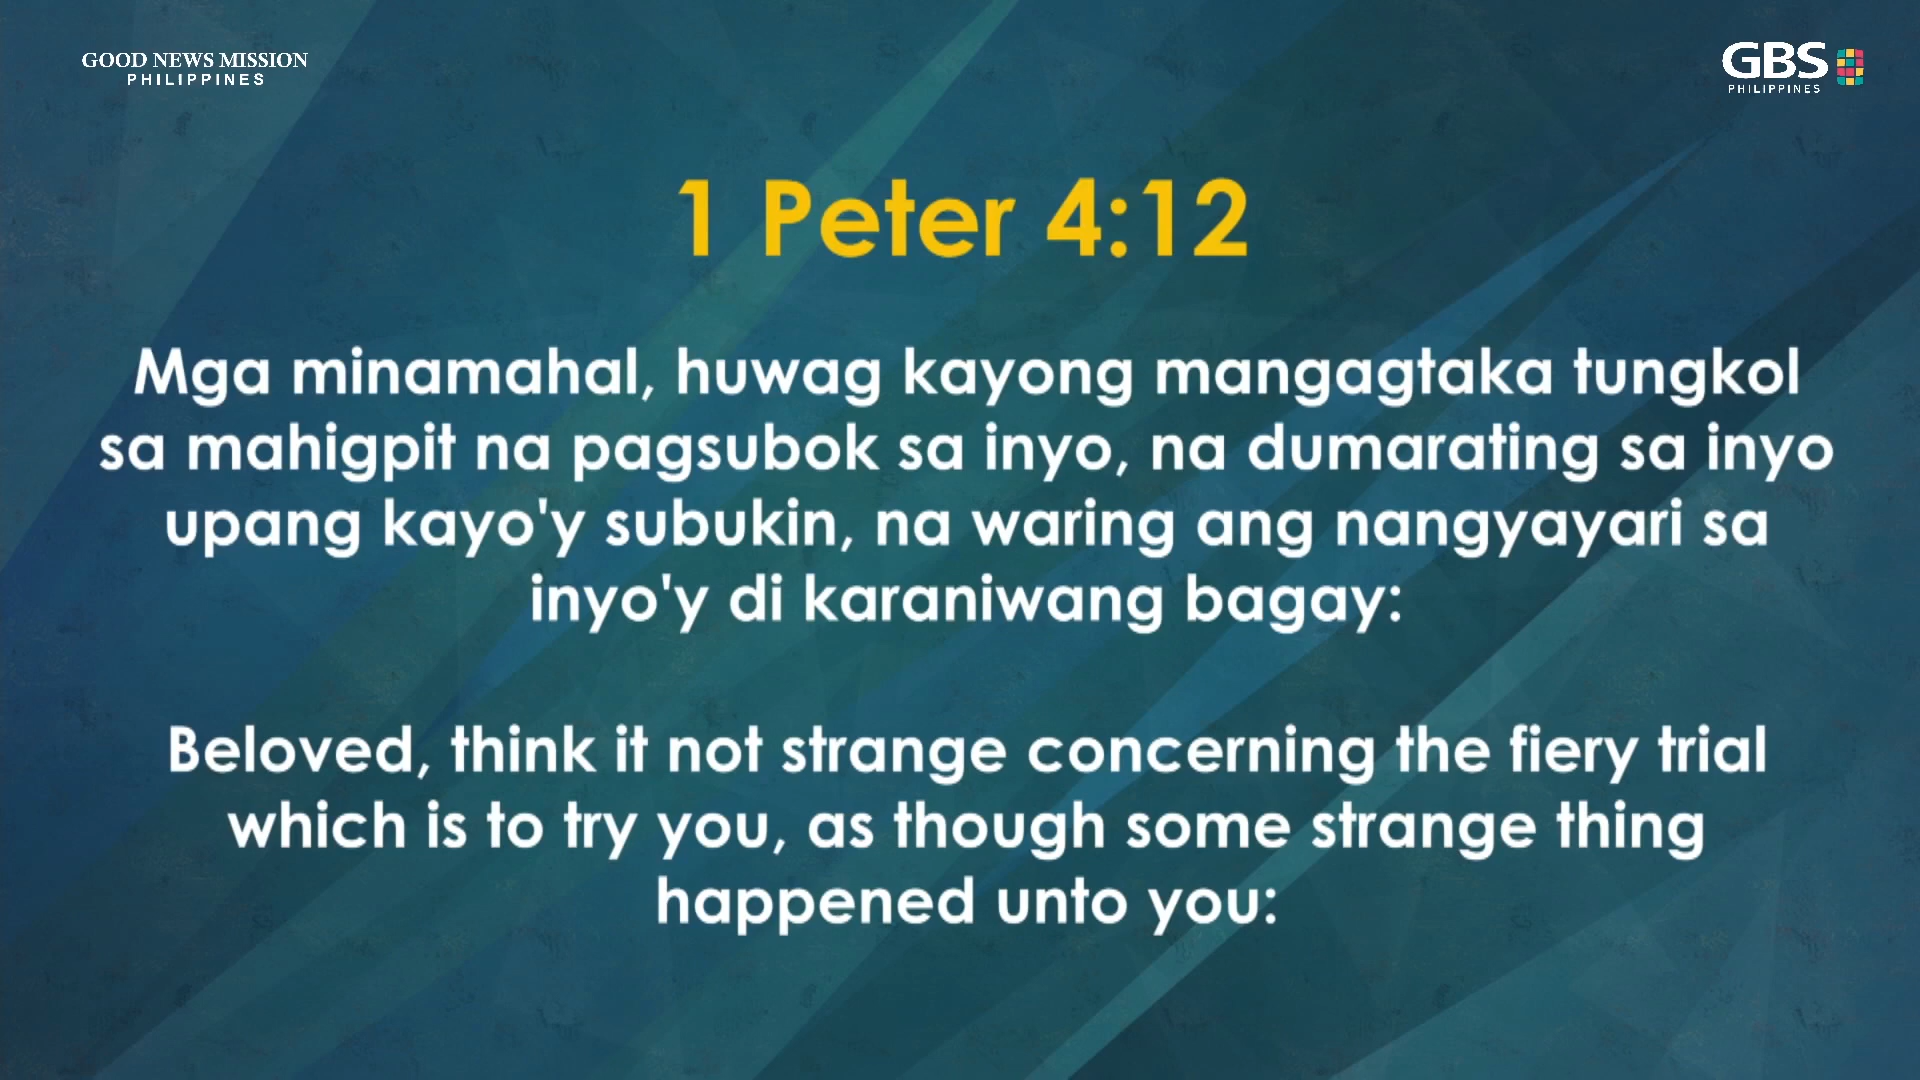 GOOD NEWS MISSION
PHILIPPINES
GBS
PHILIPPINES
1 Peter 4:12
Mga minamahal, huwag kayong mangagtaka tungkol
sa mahigpit na pagsubok sa inyo, na dumarating sa inyo
upang kayo'y subukin, na waring ang nangyayari sa
inyo'y di karaniwang bagay:
Beloved, think it not strange concerning the fiery trial
which is to try you, as though some strange thing
happened unto you: